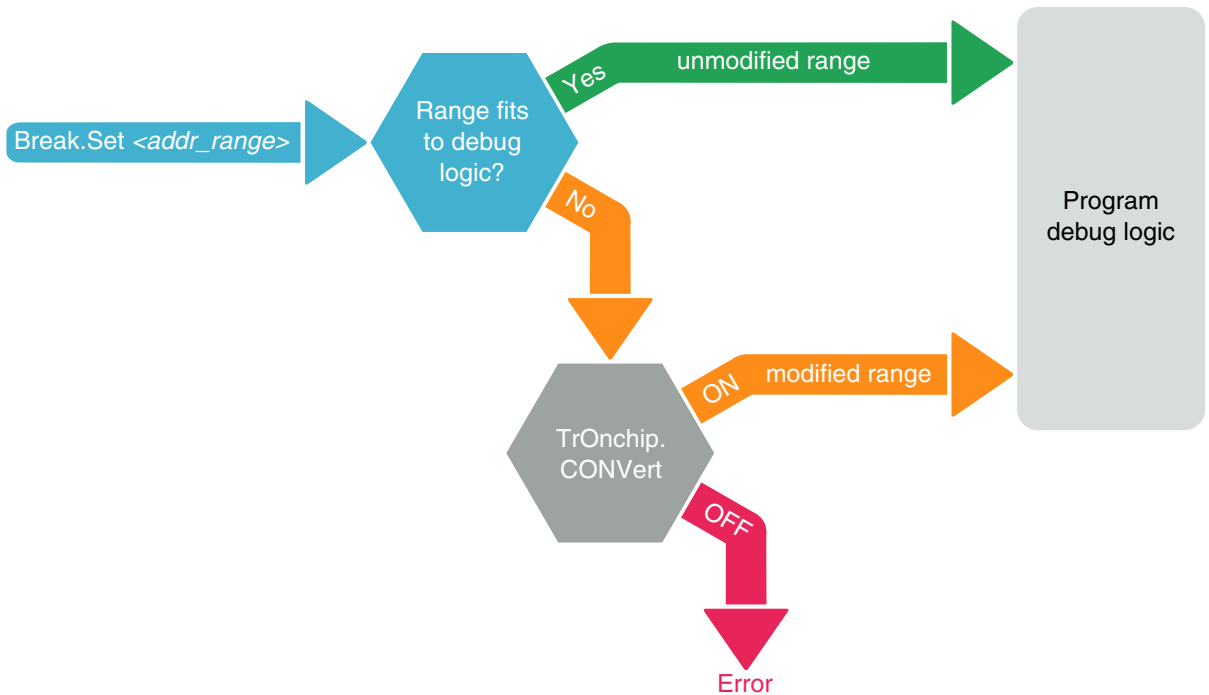 Break.Set <addr_range>
Range fits
to debug
logic?
Yes
unmodified range
No
Program
debug logic
TrOnchip.
CONVert
ON
modified range
OFF
Error